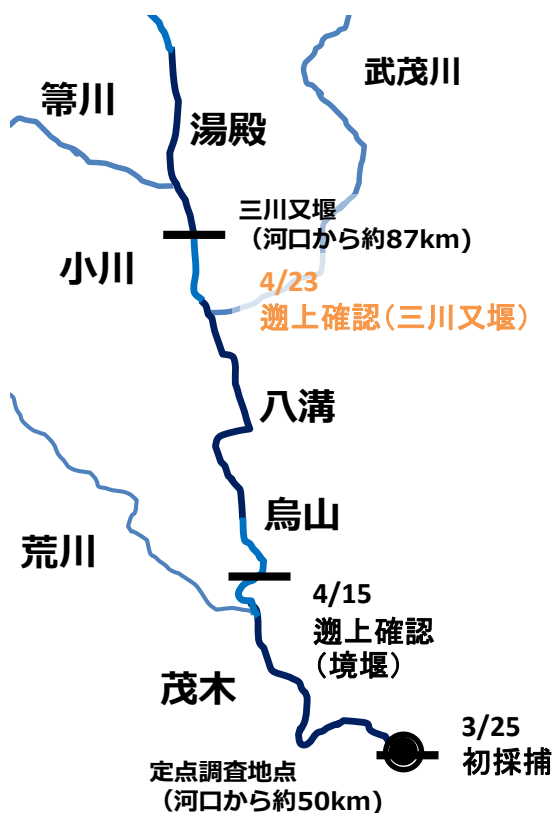 武茂川
箒川
湯殿
三川又堰
（河口から約87km)
小川
4/23
遡上確認（三川又堰）
八溝
烏山
荒川
4/15
遡上確認
（境堰）
茂木
3/25
初採捕
定点調査地点
（河口から約50km)